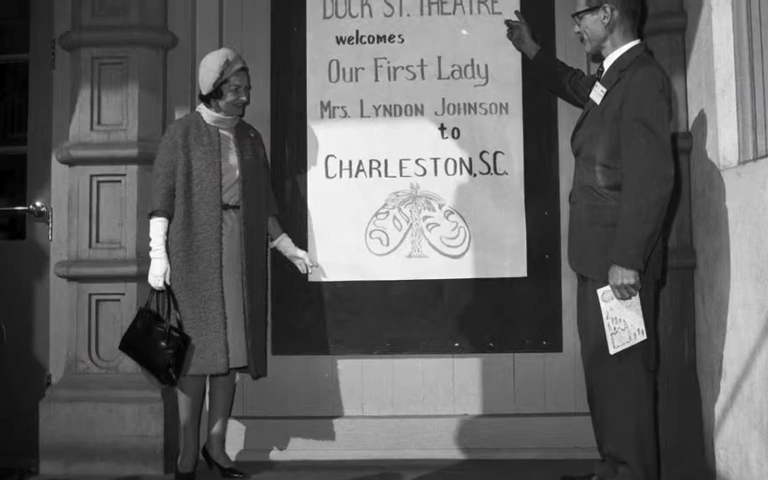 DOCK ST. THEATRE
welcomes
Our First Lady
MRS. LYNDON JOHNSON
to
CHARLESTON, S.C.